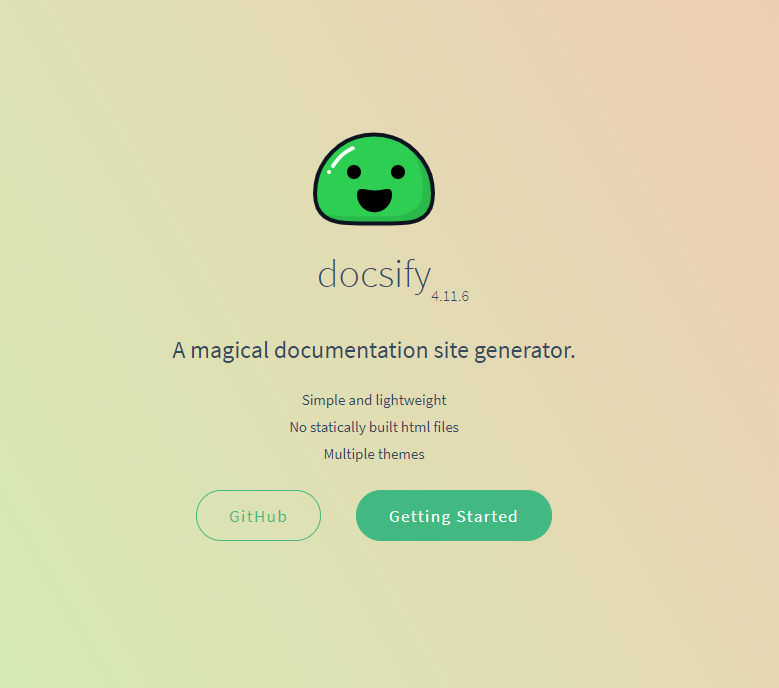 docsify 4.11.6
A magical documentation site generator.
Simple and lightweight
No statically built html files
Multiple themes
GitHub Getting Started